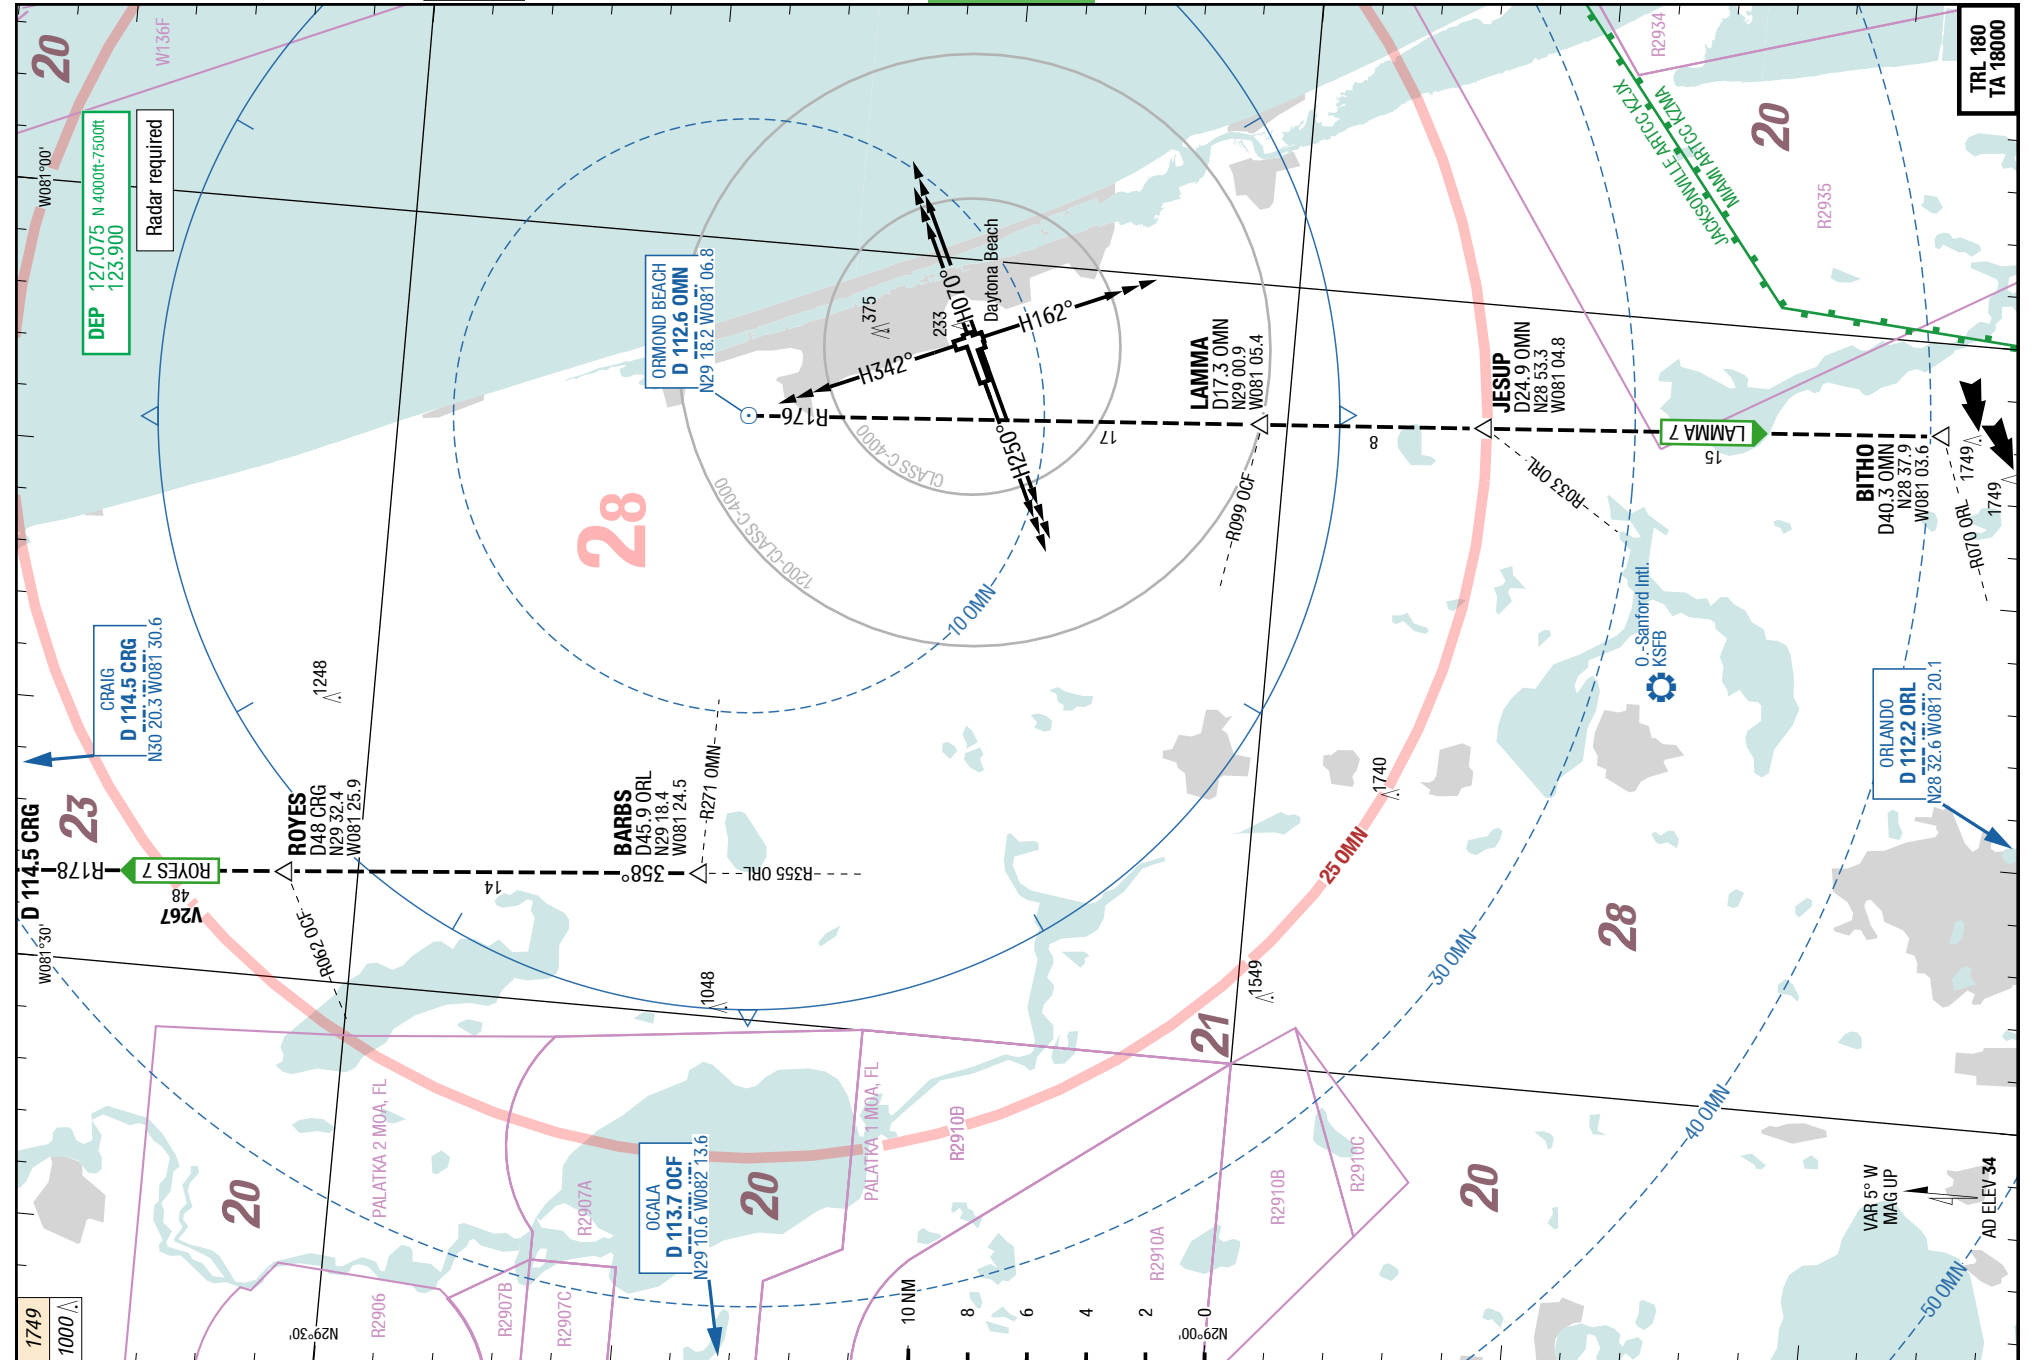 20
W136F
W081°00'
DEP 127.075 N 4000ft-7500ft
123.900
Radar required
R2934
TRL 180
TA 18000
JACKSONVILLE ARTCC KZJX
MIAMI ARTCC KZMA
20
R2935
ORMOND BEACH
D 112.6 OMN
N29 18.2 W081 06.8
375
233
Daytona Beach
H070°
H162°
H342°
H250°
R176
17
CLASS C-4000
1200-CLASS C-4000
28
10 OMN
LAMMA
D17.3 OMN
N29 00.9
W081 05.4
R099 OCF
8
JESUP
D24.9 OMN
N28 53.3
W081 04.8
R033 ORL
LAMMA 7
15
BITHO
D40.3 OMN
N28 37.9
W081 03.6
1749
1749
R070 ORL
CRAIG
D 114.5 CRG
N30 20.3 W081 30.6
1248
23
D 114.5 CRG
R178
ROYES 7
48
V267
ROYES
D48 CRG
N29 32.4
W081 25.9
R062 OCF
14
BARBS
D45.9 ORL
N29 18.4
W081 24.5
358°
R271 OMN
R355 ORL
O.-Sanford Intl.
KSFB
ORLANDO
D 112.2 ORL
N28 32.6 W081 20.1
1740
25 OMN
30 OMN
28
W081°30'
1048
1549
21
PALATKA 2 MOA, FL
PALATKA 1 MOA, FL
R2910D
R2907A
20
OCALA
D 113.7 OCF
N29 10.6 W082 13.6
20
R2910B
R2910C
R2910A
20
40 OMN
50 OMN
VAR 5° W
MAG UP
AD ELEV 34
1749
1000
N29°30'
R2906
R2907B
R2907C
10 NM
8
6
4
2
0
N29°00'